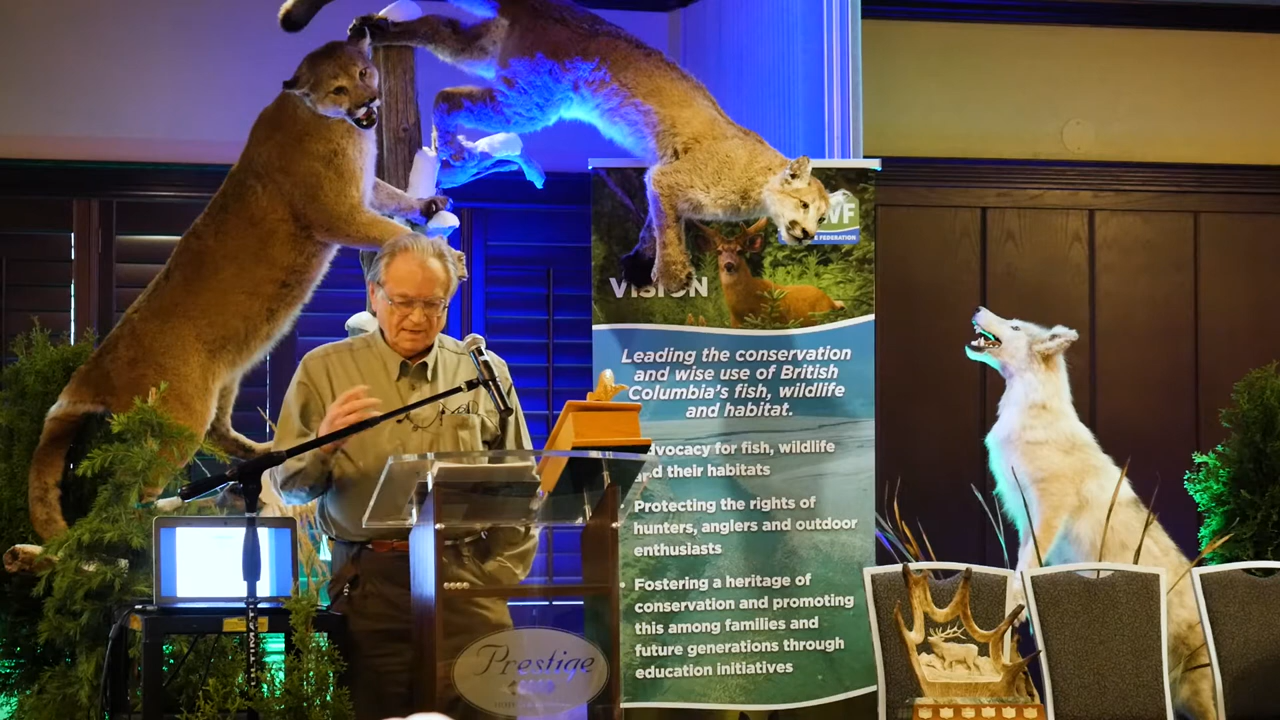 VF
E FEDERATION
VISION
Leading the conservation
and wise use of British
Columbia's fish, wildlife
and habitat.
dvocacy for fish, wildlife
and their habitats
• Protecting the rights of
hunters, anglers and outdoor
enthusiasts
• Fostering a heritage of
conservation and promoting
this among families and
future generations through
education initiatives
Prestige